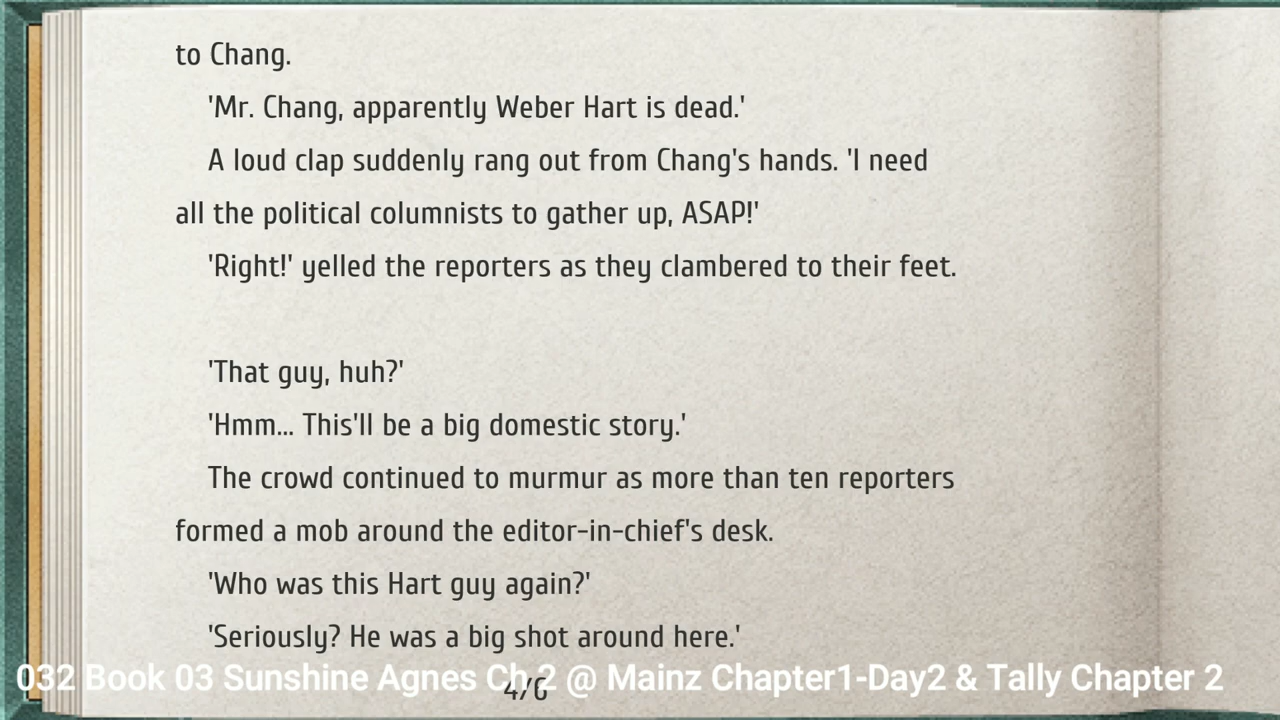 to Chang.
'Mr. Chang, apparently Weber Hart is dead.'
A loud clap suddenly rang out from Chang's hands. 'I need
all the political columnists to gather up, ASAP!'
'Right!' yelled the reporters as they clambered to their feet.
'That guy, huh?'
'Hmm... This'll be a big domestic story.'
The crowd continued to murmur as more than ten reporters
formed a mob around the editor-in-chief's desk.
'Who was this Hart guy again?'
'Seriously? He was a big shot around here.'
032 Book 03 Sunshine Agnes Ch 2 @ Mainz Chapter1-Day2 & Tally Chapter 2
4/6